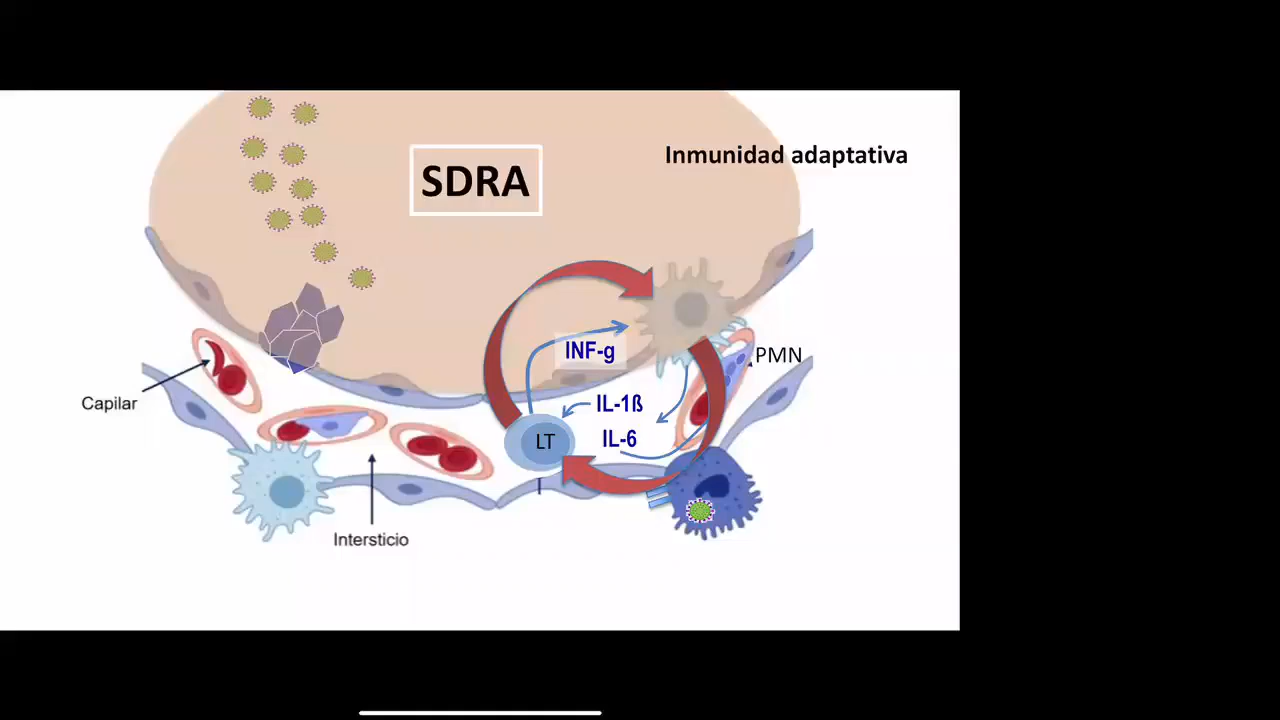 Inmunidad adaptativa
SDRA
INF-g
PMN
IL-1ß
Capilar
IL-6
LT
Intersticio